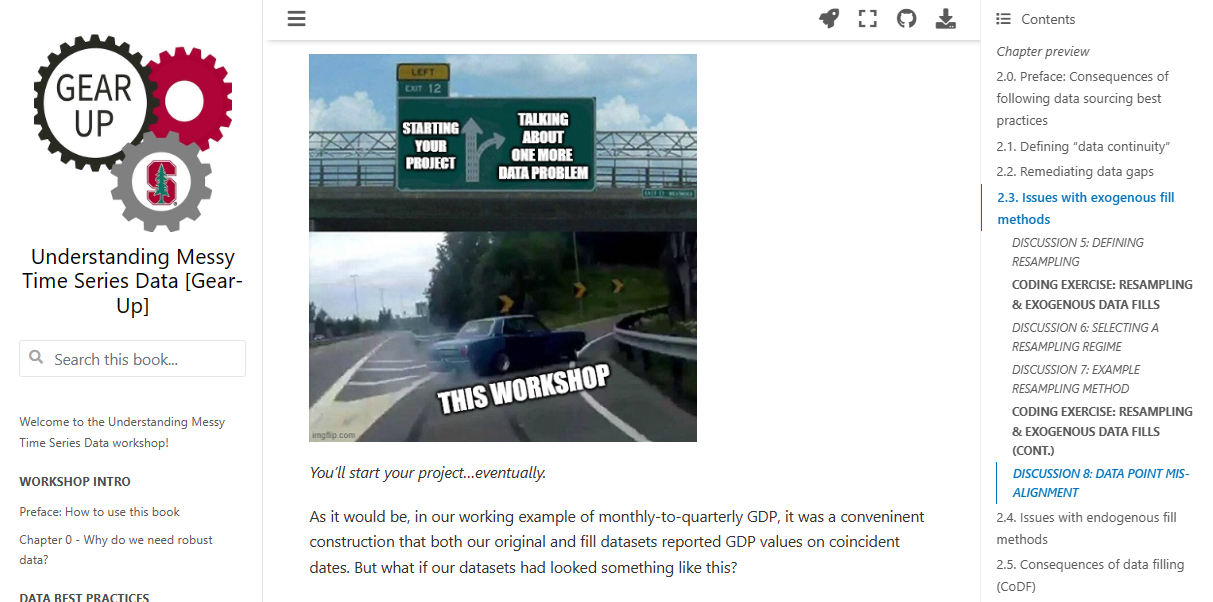 GEAR
UP
S
Understanding Messy
Time Series Data [Gear-
Up]
Search this book...
Welcome to the Understanding Messy
Time Series Data workshop!
WORKSHOP INTRO
Preface: How to use this book
Chapter 0 - Why do we need robust
data?
DATA BEST PRACTICES
LEFT
EXIT 12
STARTING
YOUR
PROJECT
TALKING
ABOUT
ONE MORE
DATA PROBLEM
THIS WORKSHOP
imgflip.com
You'll start your project...eventually.
As it would be, in our working example of monthly-to-quarterly GDP, it was a conveninent
construction that both our original and fill datasets reported GDP values on coincident
dates. But what if our datasets had looked something like this?
Contents
Chapter preview
2.0. Preface: Consequences of
following data sourcing best
practices
2.1. Defining “data continuity”
2.2. Remediating data gaps
2.3. Issues with exogenous fill
methods
DISCUSSION 5: DEFINING
RESAMPLING
CODING EXERCISE: RESAMPLING
& EXOGENOUS DATA FILLS
DISCUSSION 6: SELECTING A
RESAMPLING REGIME
DISCUSSION 7: EXAMPLE
RESAMPLING METHOD
CODING EXERCISE: RESAMPLING
& EXOGENOUS DATA FILLS
(CONT.)
DISCUSSION 8: DATA POINT MIS-
ALIGNMENT
2.4. Issues with endogenous fill
methods
2.5. Consequences of data filling
(CoDF)